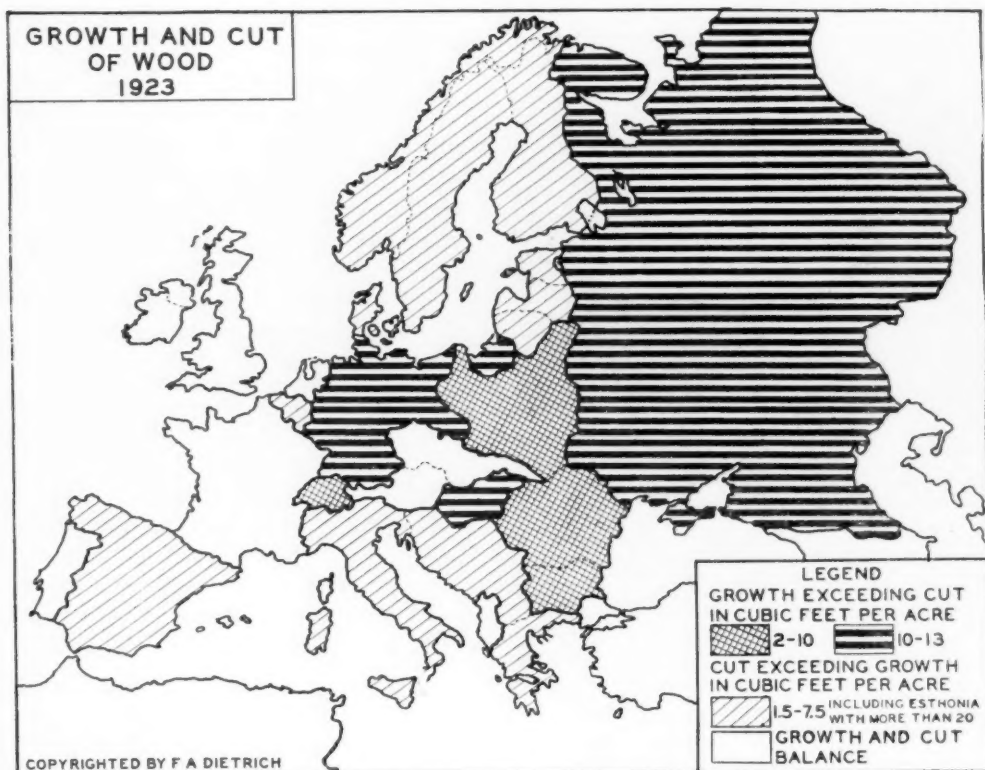 GROWTH AND CUT
OF WOOD
1923
LEGEND
GROWTH EXCEEDING CUT
IN CUBIC FEET PER ACRE
2-10 10-13
CUT EXCEEDING GROWTH
IN CUBIC FEET PER ACRE
1.5-7.5 INCLUDING ESTHONIA
WITH MORE THAN 20
GROWTH AND CUT
BALANCE
COPYRIGHTED BY F A DIETRICH